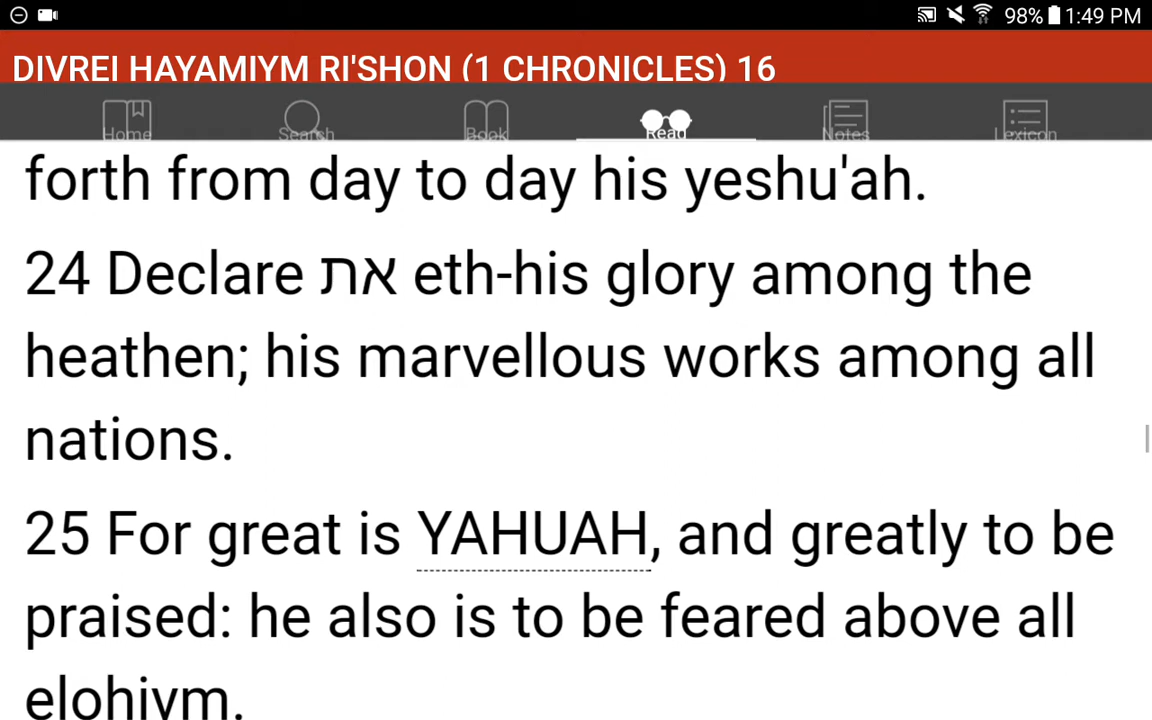 98% 1:49 PM
DIVREI HAYAMIYM RI'SHON (1 CHRONICLES) 16
Home Search Book Read Notes Lexicon
forth from day to day his yeshu'ah.
24 Declare את eth-his glory among the
heathen; his marvellous works among all
nations.
25 For great is YAHUAH, and greatly to be
praised: he also is to be feared above all
elohiym.